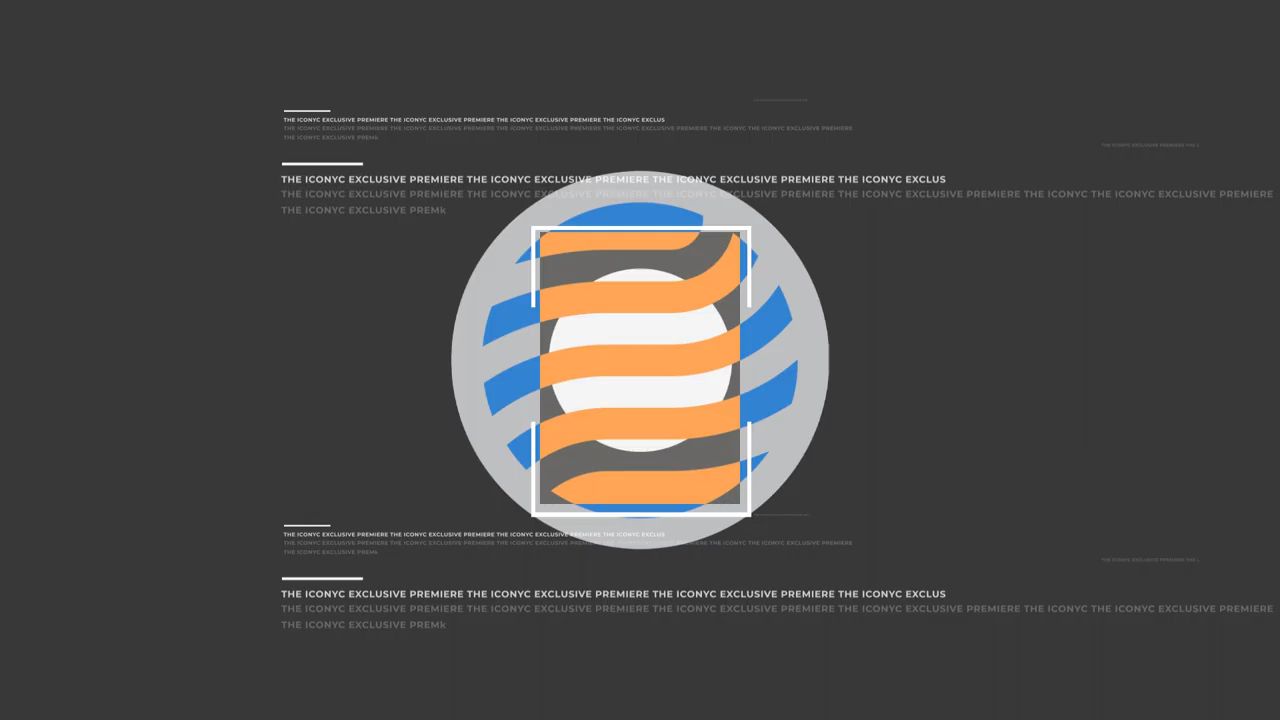 THE ICONYC EXCLUSIVE PREMIERE THE ICONYC EXCLUSIVE PREMIERE THE ICONYC EXCLUSIVE PREMIERE THE ICONYC EXCLUS
THE ICONYC EXCLUSIVE PREMIERE THE ICONYC EXCLUSIVE PREMIERE THE ICONYC EXCLUSIVE PREMIERE THE ICONYC EXCLUSIVE PREMIERE THE ICONYC THE ICONYC EXCLUSIVE PREMIERE
THE ICONYC EXCLUSIVE PREMk
THE ICONYC EXCLUSIVE PREMIERE THE ICONYC EXCLUSIVE PREMIERE THE ICONYC EXCLUSIVE PREMIERE THE ICONYC EXCLUS
THE ICONYC EXCLUSIVE PREMIERE THE ICONYC EXCLUSIVE PREMIERE THE ICONYC EXCLUSIVE PREMIERE THE ICONYC EXCLUSIVE PREMIERE THE ICONYC THE ICONYC EXCLUSIVE PREMIERE
THE ICONYC EXCLUSIVE PREMk
THE ICONYC EXCLUSIVE PREMIERE THE ICONYC EXCLUSIVE PREMIERE THE ICONYC EXCLUSIVE PREMIERE THE ICONYC EXCLUS
THE ICONYC EXCLUSIVE PREMIERE THE ICONYC EXCLUSIVE PREMIERE THE ICONYC EXCLUSIVE PREMIERE THE ICONYC EXCLUSIVE PREMIERE THE ICONYC THE ICONYC EXCLUSIVE PREMIERE
THE ICONYC EXCLUSIVE PREMk
THE ICONYC EXCLUSIVE PREMIERE THE ICONYC EXCLUSIVE PREMIERE THE ICONYC EXCLUSIVE PREMIERE THE ICONYC EXCLUS
THE ICONYC EXCLUSIVE PREMIERE THE ICONYC EXCLUSIVE PREMIERE THE ICONYC EXCLUSIVE PREMIERE THE ICONYC EXCLUSIVE PREMIERE THE ICONYC THE ICONYC EXCLUSIVE PREMIERE
THE ICONYC EXCLUSIVE PREMk